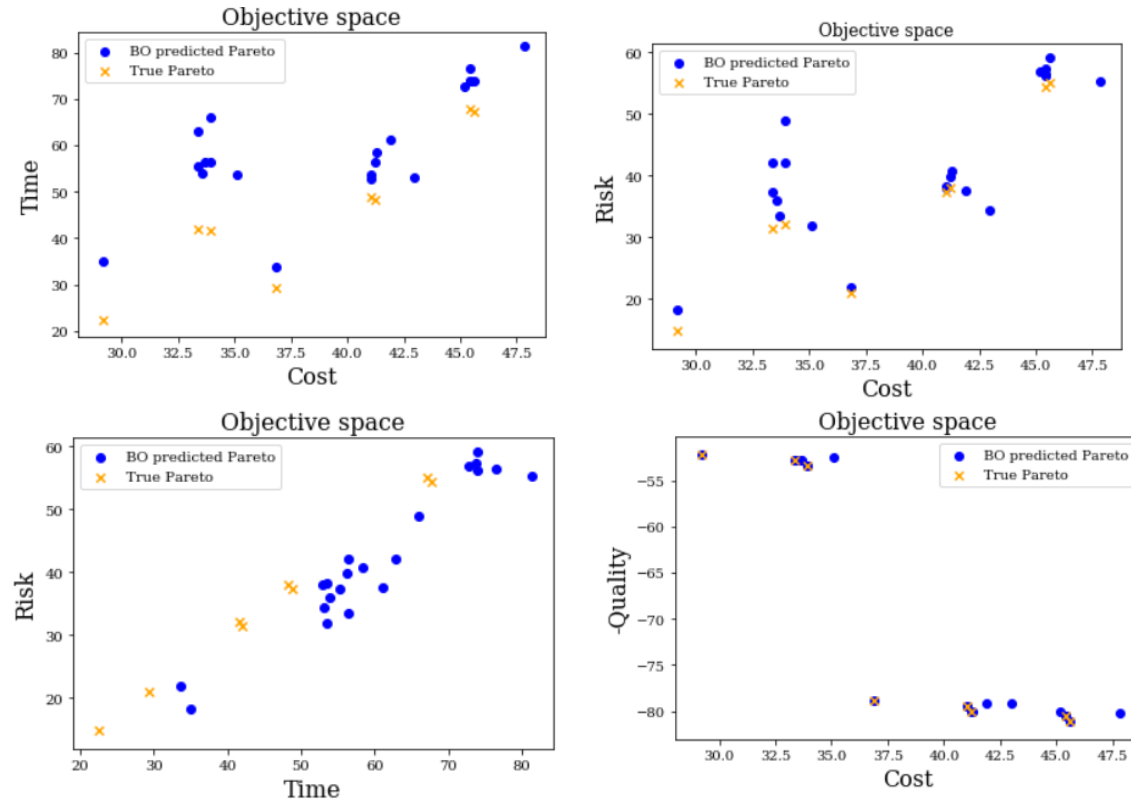 Objective space
BO predicted Pareto
True Pareto
80
70
60
50
40
30
20
Time
30.0 32.5 35.0 37.5 40.0 42.5 45.0 47.5
Cost
Objective space
BO predicted Pareto
True Pareto
60
50
40
30
20
Risk
30.0 32.5 35.0 37.5 40.0 42.5 45.0 47.5
Cost
Objective space
BO predicted Pareto
True Pareto
60
50
40
30
20
Risk
20 30 40 50 60 70 80
Time
Objective space
BO predicted Pareto
True Pareto
−55
−60
−65
−70
−75
−80
-Quality
30.0 32.5 35.0 37.5 40.0 42.5 45.0 47.5
Cost